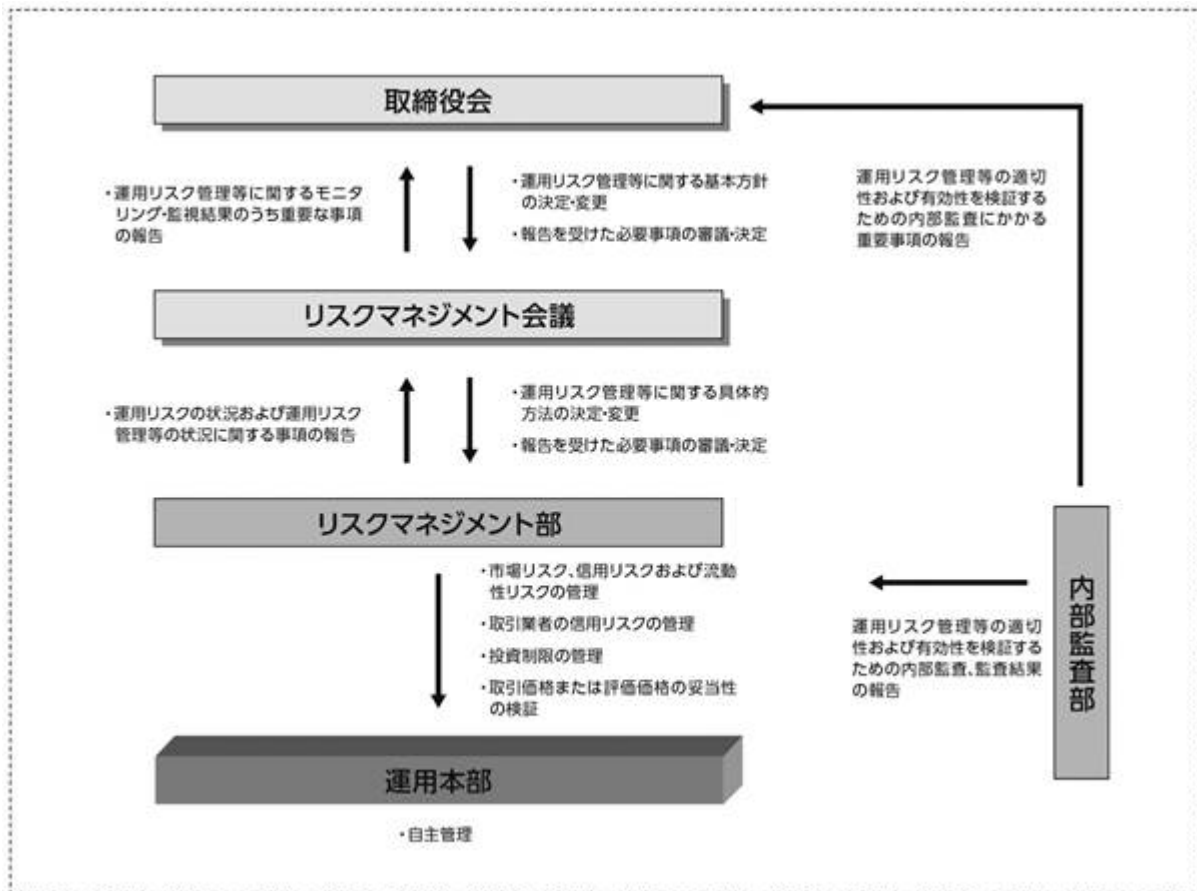 取締役会
・運用リスク管理等に関するモニタ
リング・監視結果のうち重要な事項
の報告
・運用リスク管理等に関する基本方針
の決定・変更
・報告を受けた必要事項の審議・決定
運用リスク管理等の適切
性および有効性を検証する
ための内部監査にかかる
重要事項の報告
リスクマネジメント会議
・運用リスクの状況および運用リスク
管理等の状況に関する事項の報告
・運用リスク管理等に関する具体的
方法の決定・変更
・報告を受けた必要事項の審議・決定
リスクマネジメント部
・市場リスク、信用リスクおよび流動
性リスクの管理
・取引業者の信用リスクの管理
・投資制限の管理
・取引価格または評価価格の妥当性
の検証
運用リスク管理等の適切
性および有効性を検証する
ための内部監査、監査結果
の報告
内部監査部
運用本部
・自主管理